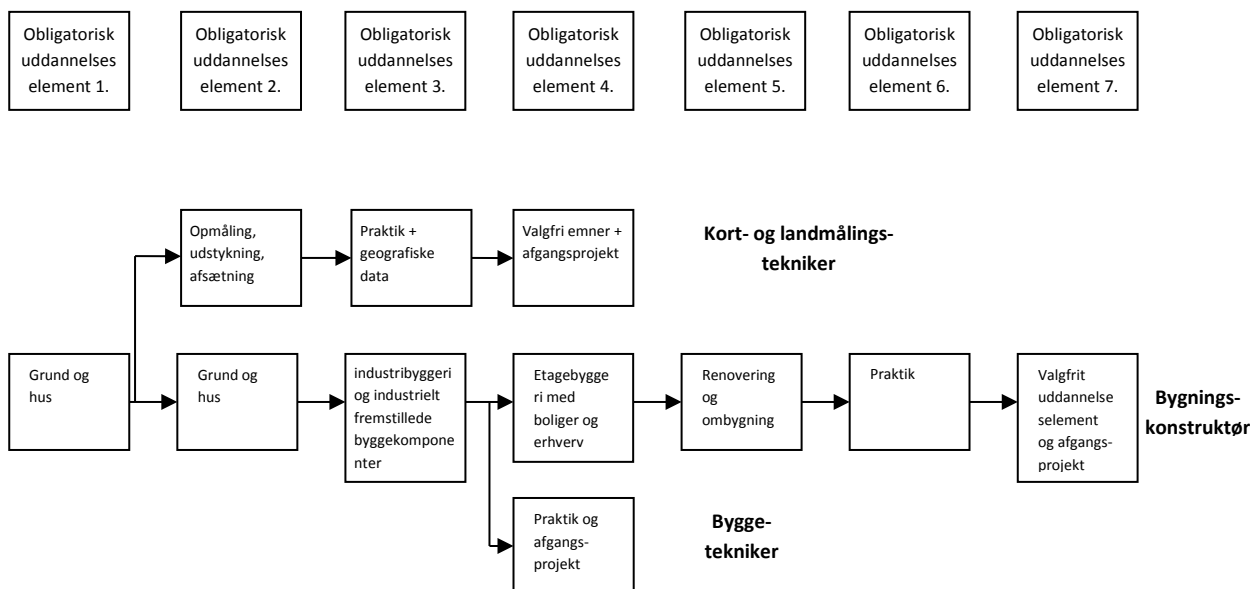 Obligatorisk
uddannelses
element 1.
Obligatorisk
uddannelses
element 2.
Obligatorisk
uddannelses
element 3.
Obligatorisk
uddannelses
element 4.
Obligatorisk
uddannelses
element 5.
Obligatorisk
uddannelses
element 6.
Obligatorisk
uddannelses
element 7.
Opmåling,
udstykning,
afsætning
Praktik +
geografiske
data
Valgfri emner +
afgangsprojekt
Kort- og landmålings-
tekniker
Grund og
hus
Grund og
hus
industribyggeri
og industrielt
fremstillede
byggekompone
nter
Etagebygge
ri med
boliger og
erhverv
Renovering
og
ombygning
Praktik
Valgfrit
uddannelse
selement
og afgangs-
projekt
Bygnings-
konstruktør
Praktik og
afgangs-
projekt
Bygge-
tekniker